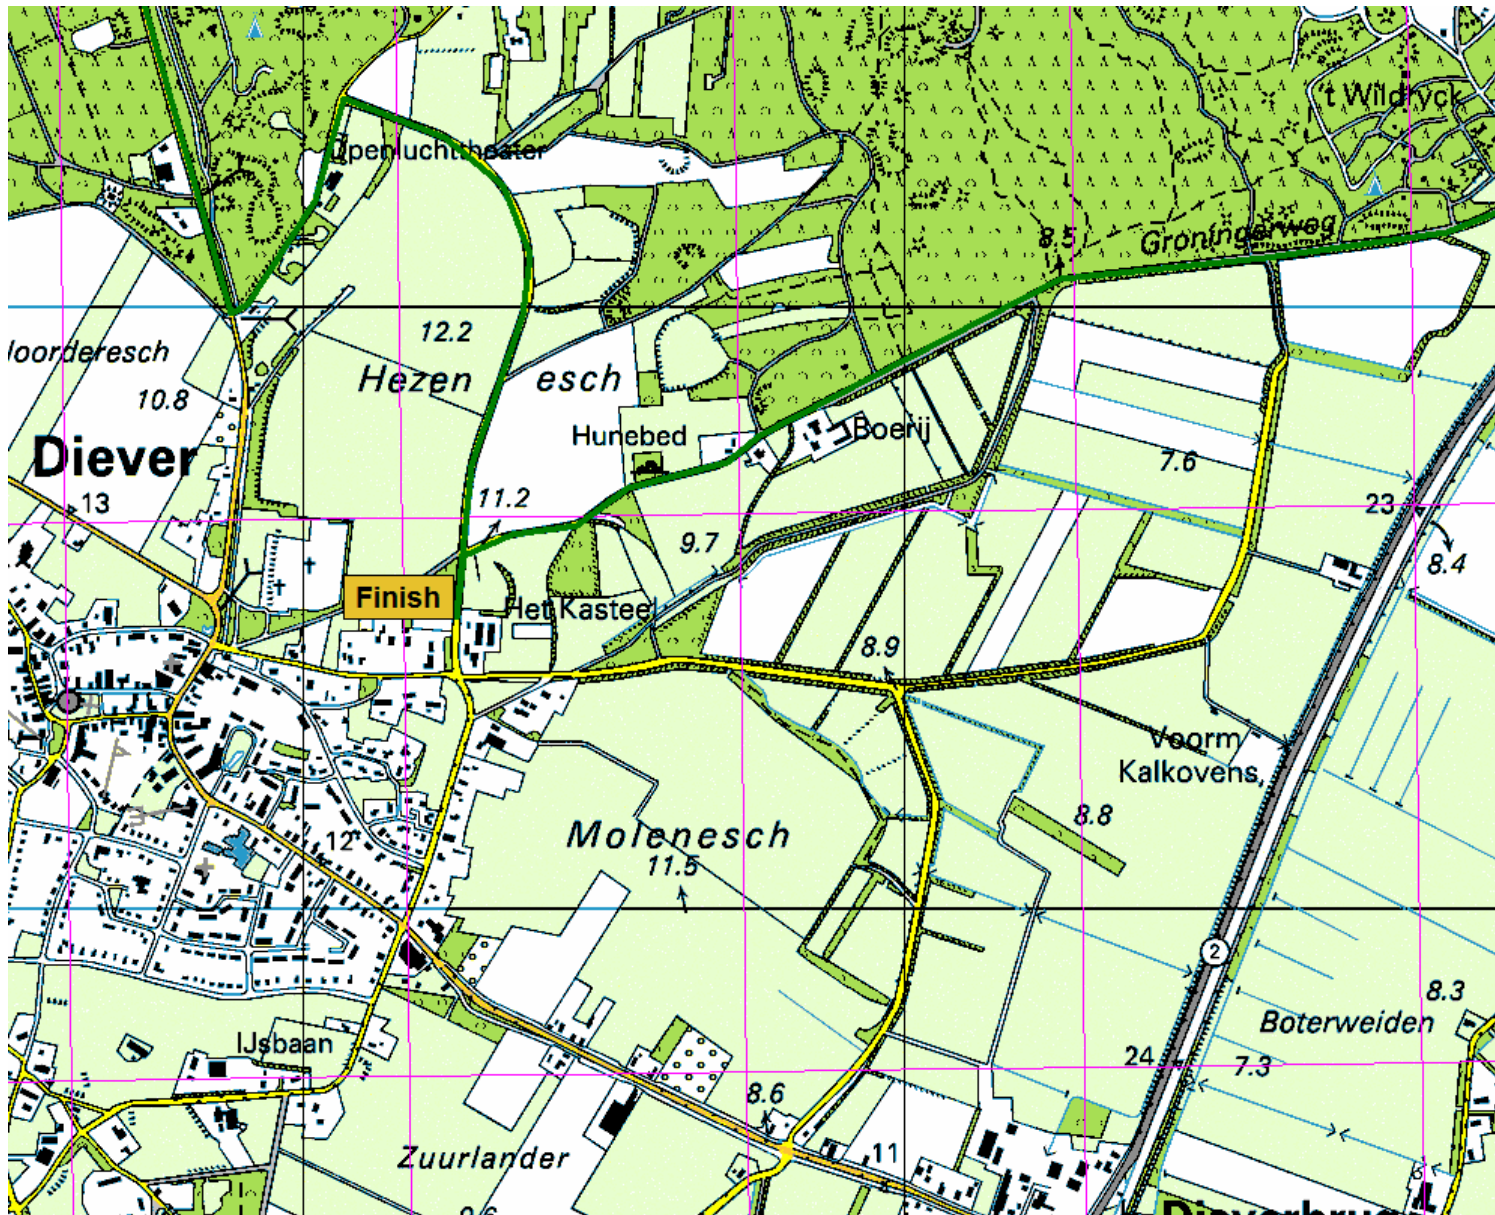 't Wildryck
Openluchttheater
8.5
Groningerweg
12.2
oorderesch
Hezen esch
10.8
Hunebed
Boerij
Diever
7.6
13
11.2
23
9.7
8.4
Finish
Het Kasteel
8.9
Voorm
Kalkovens
8.8
12
Molenesch
11.5
2
8.3
Boterweiden
IJsbaan
24
7.3
8.6
11
Zuurlander